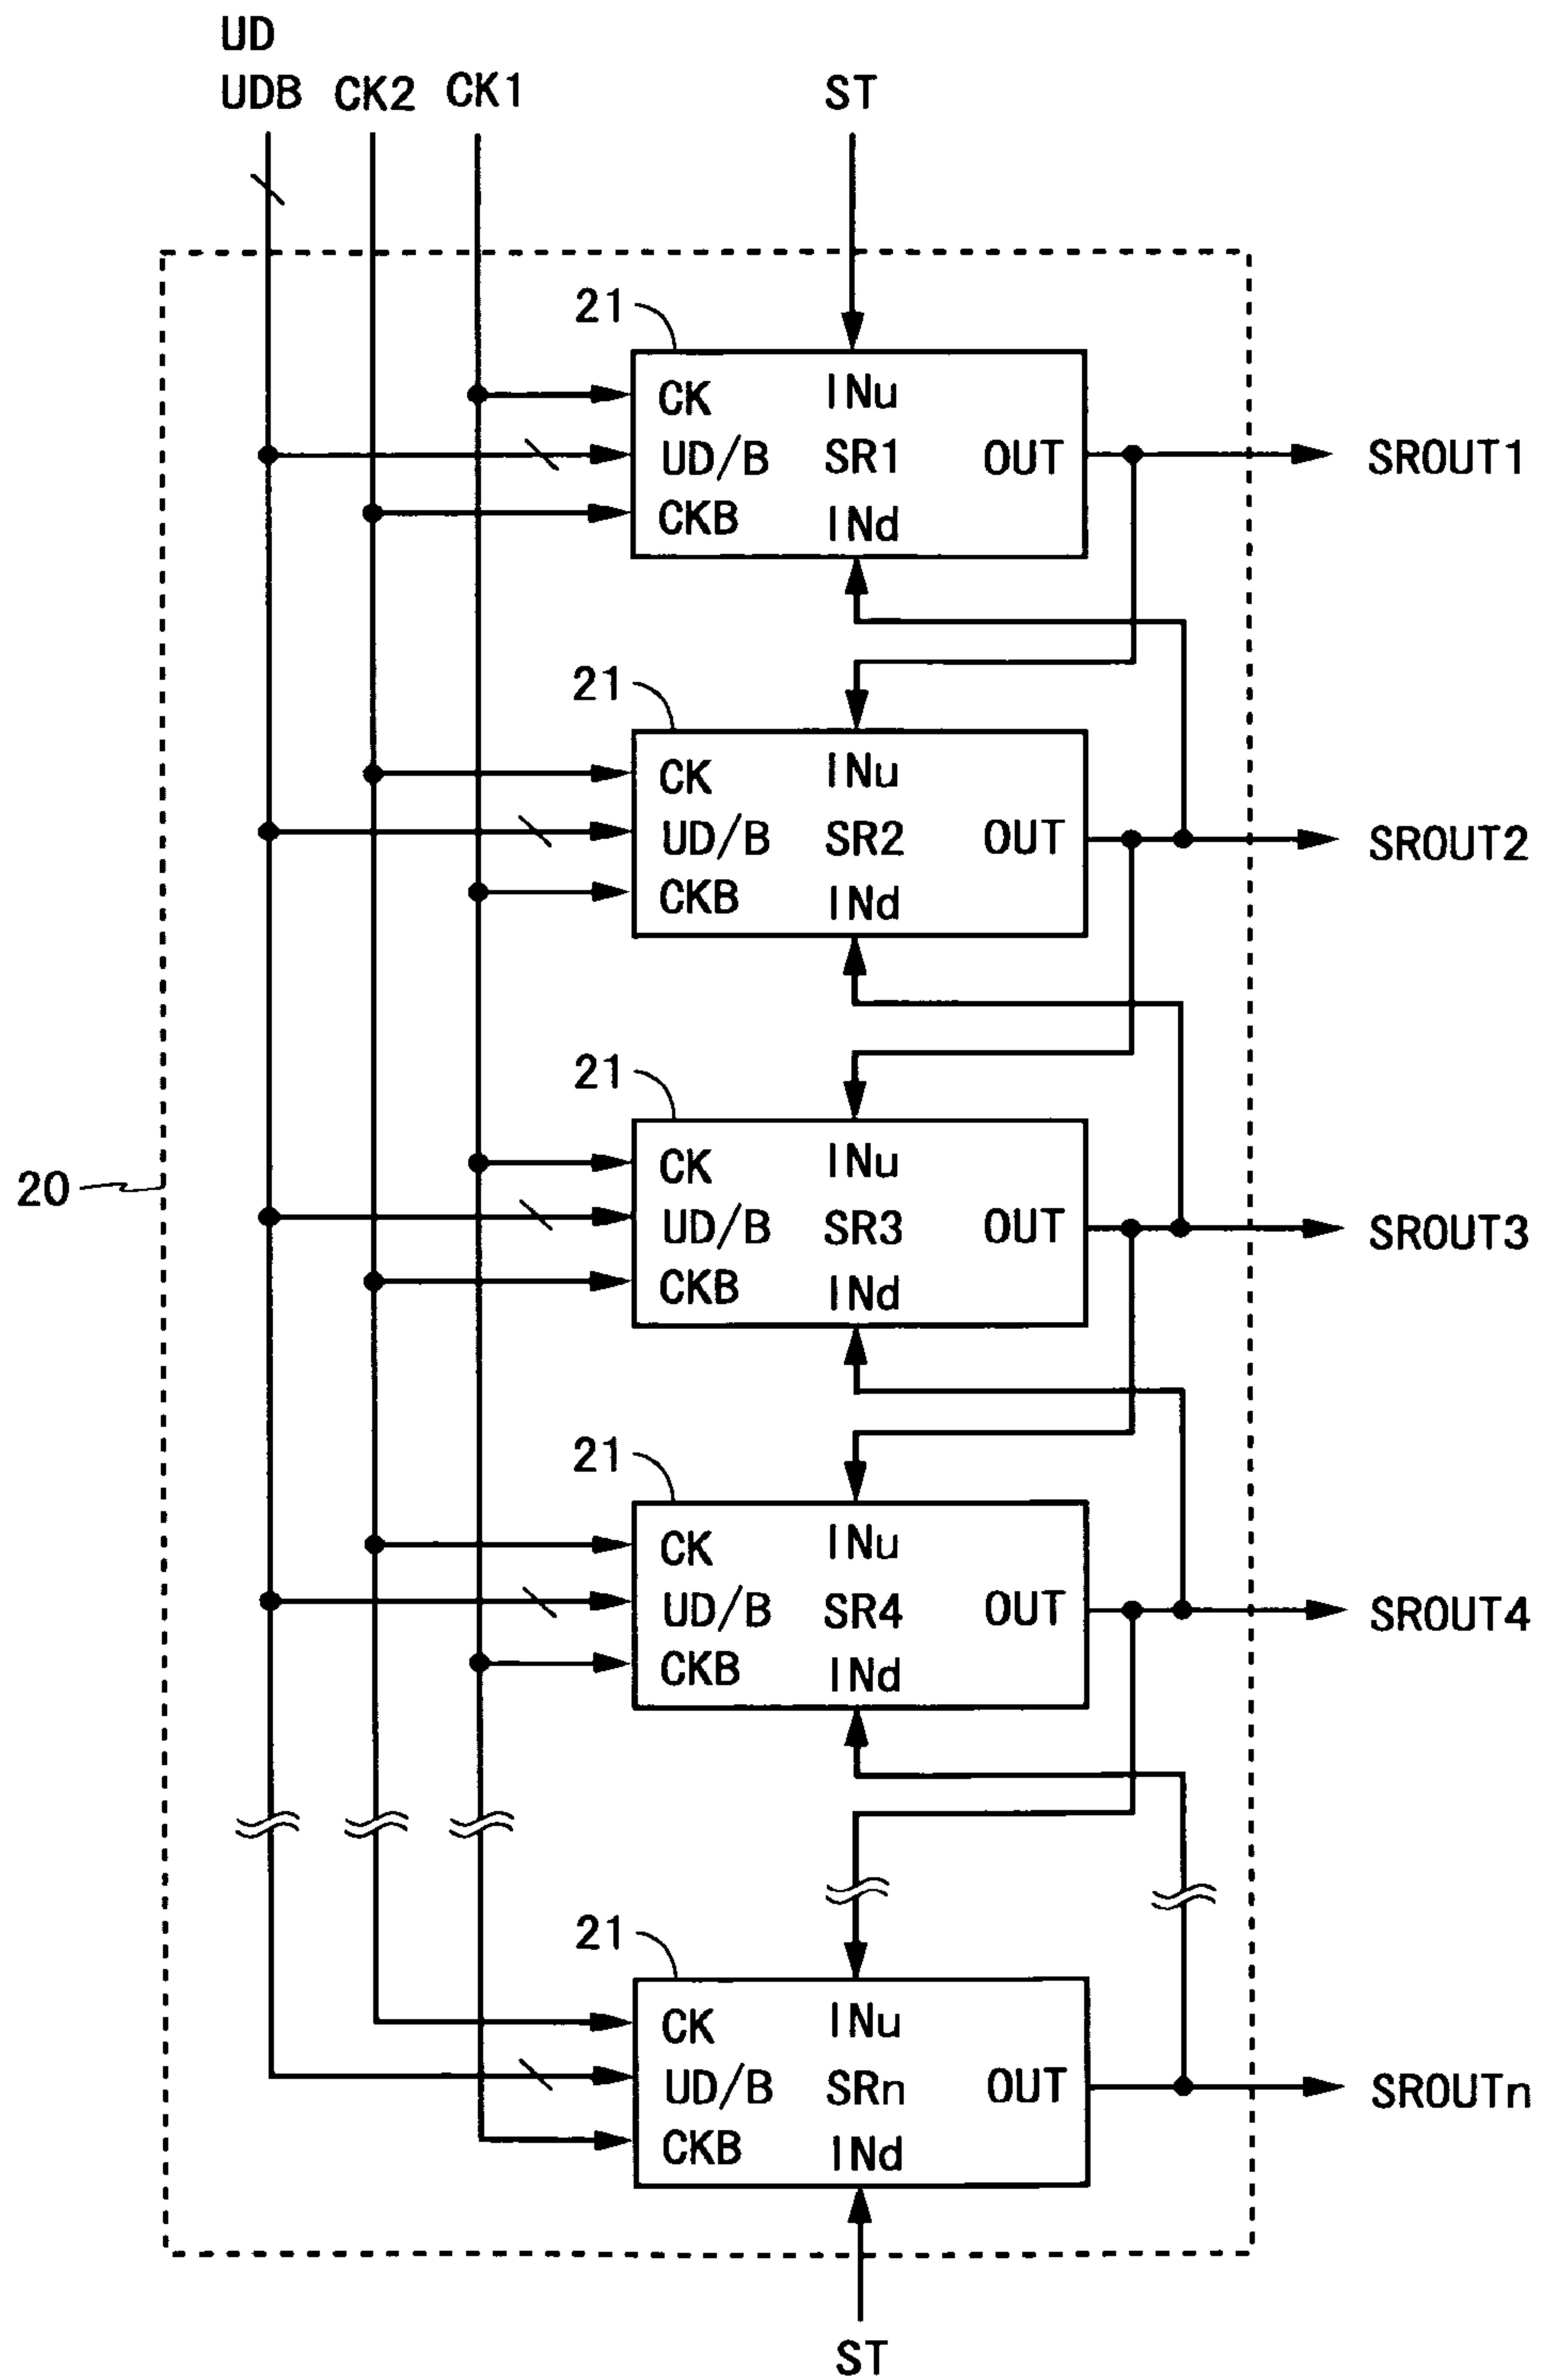 UD
UDB CK2 CK1 ST
21
CK INu
UD/B SR1 OUT SROUT1
CKB INd
21
CK INu
UD/B SR2 OUT SROUT2
CKB INd
21
CK INu
20 UD/B SR3 OUT SROUT3
CKB INd
21
CK INu
UD/B SR4 OUT SROUT4
CKB INd
21
CK INu
UD/B SRn OUT SROUTn
CKB INd
ST